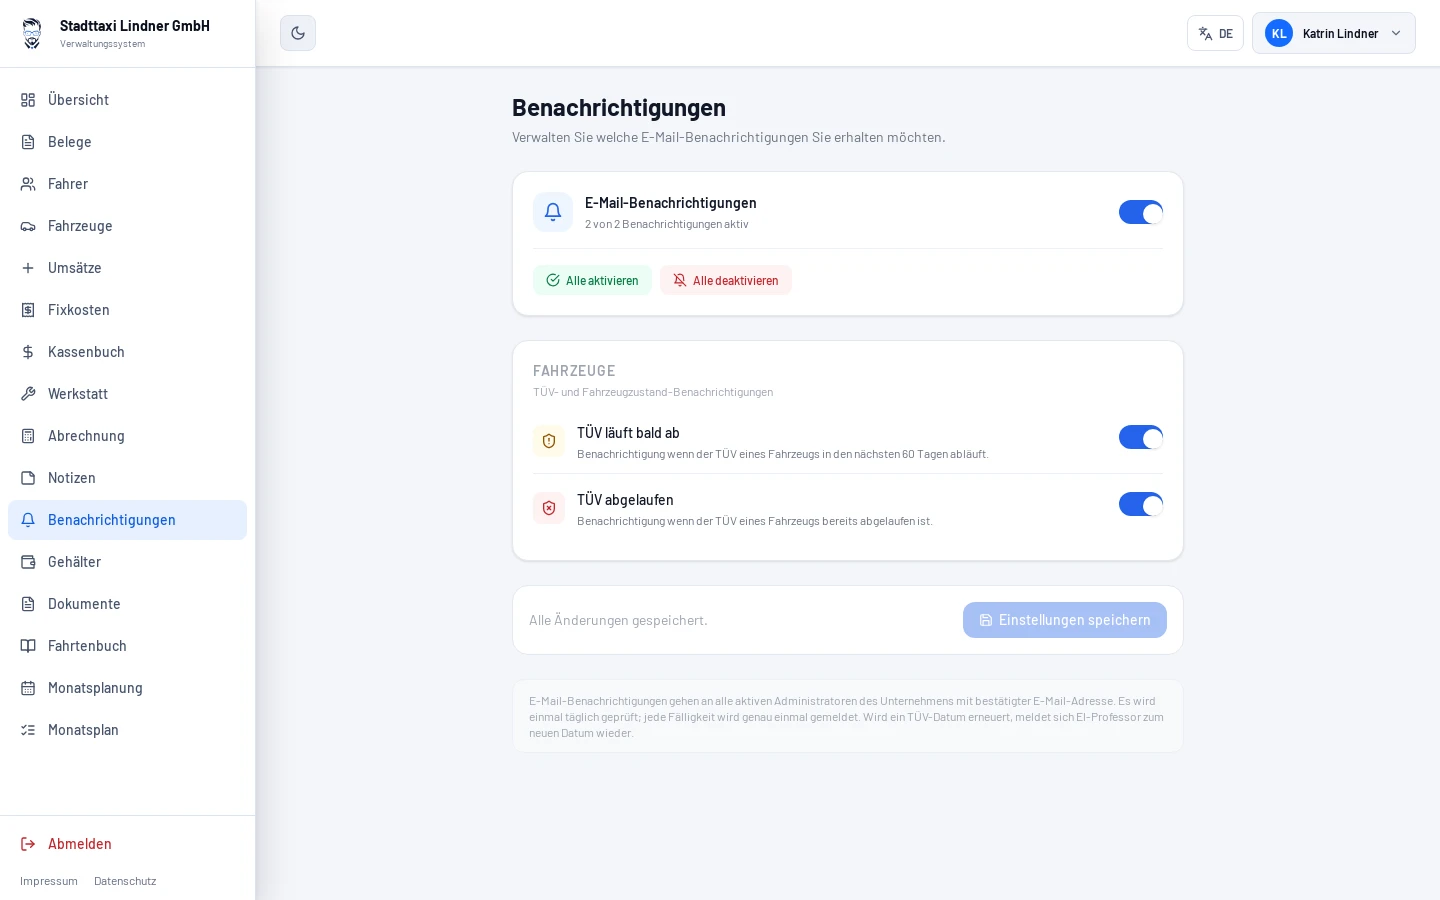 Stadttaxi Lindner GmbH
Verwaltungssystem
DE
KL
Katrin Lindner
Übersicht
Belege
Fahrer
Fahrzeuge
Umsätze
Fixkosten
Kassenbuch
Werkstatt
Abrechnung
Notizen
Benachrichtigungen
Gehälter
Dokumente
Fahrtenbuch
Monatsplanung
Monatsplan
Abmelden
Impressum Datenschutz
Benachrichtigungen
Verwalten Sie welche E-Mail-Benachrichtigungen Sie erhalten möchten.
E-Mail-Benachrichtigungen
2 von 2 Benachrichtigungen aktiv
Alle aktivieren
Alle deaktivieren
FAHRZEUGE
TÜV- und Fahrzeugzustand-Benachrichtigungen
TÜV läuft bald ab
Benachrichtigung wenn der TÜV eines Fahrzeugs in den nächsten 60 Tagen abläuft.
TÜV abgelaufen
Benachrichtigung wenn der TÜV eines Fahrzeugs bereits abgelaufen ist.
Alle Änderungen gespeichert.
Einstellungen speichern
E-Mail-Benachrichtigungen gehen an alle aktiven Administratoren des Unternehmens mit bestätigter E-Mail-Adresse. Es wird
einmal täglich geprüft; jede Fälligkeit wird genau einmal gemeldet. Wird ein TÜV-Datum erneuert, meldet sich El-Professor zum
neuen Datum wieder.